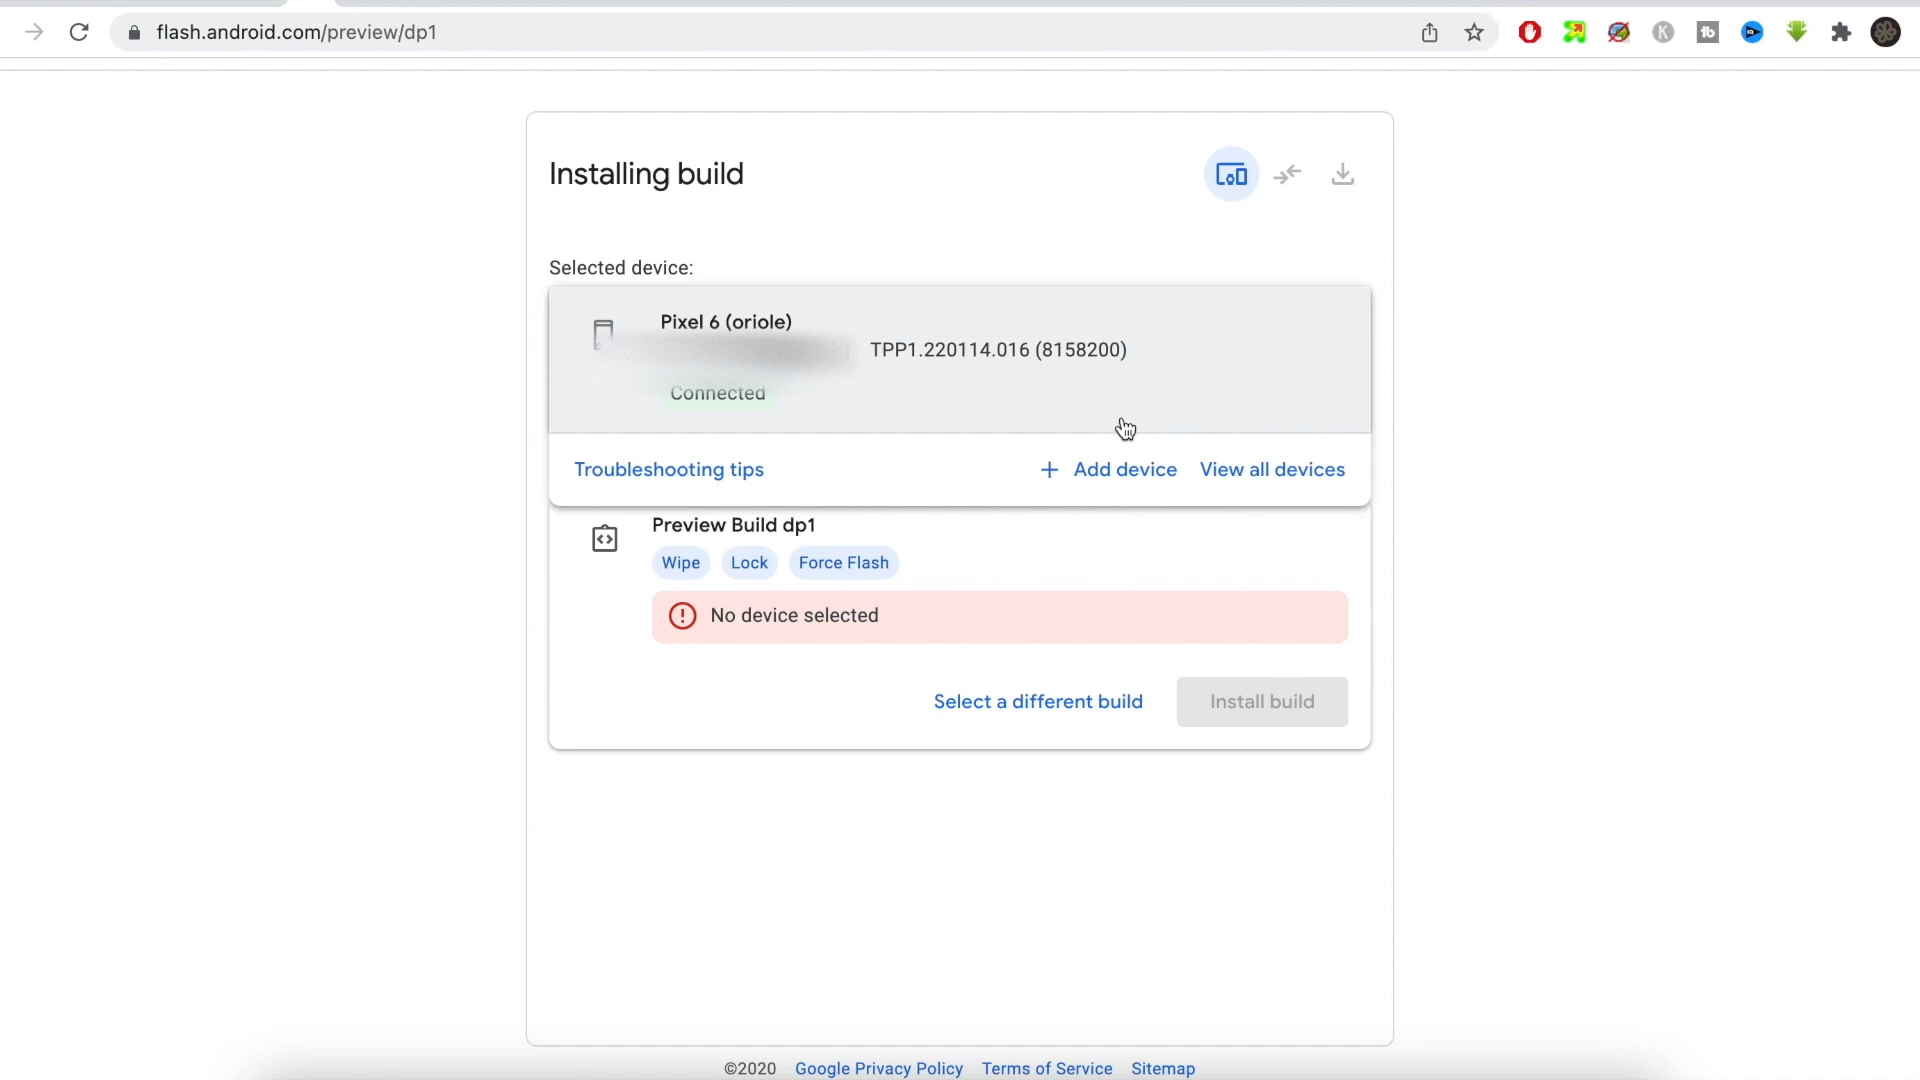 flash.android.com/preview/dp1
K
tb
Installing build
Selected device:
Pixel 6 (oriole)
TPP1.220114.016 (8158200)
Connected
Troubleshooting tips
+ Add device
View all devices
Preview Build dp1
Wipe
Lock
Force Flash
No device selected
Select a different build
Install build
©2020 Google Privacy Policy Terms of Service Sitemap